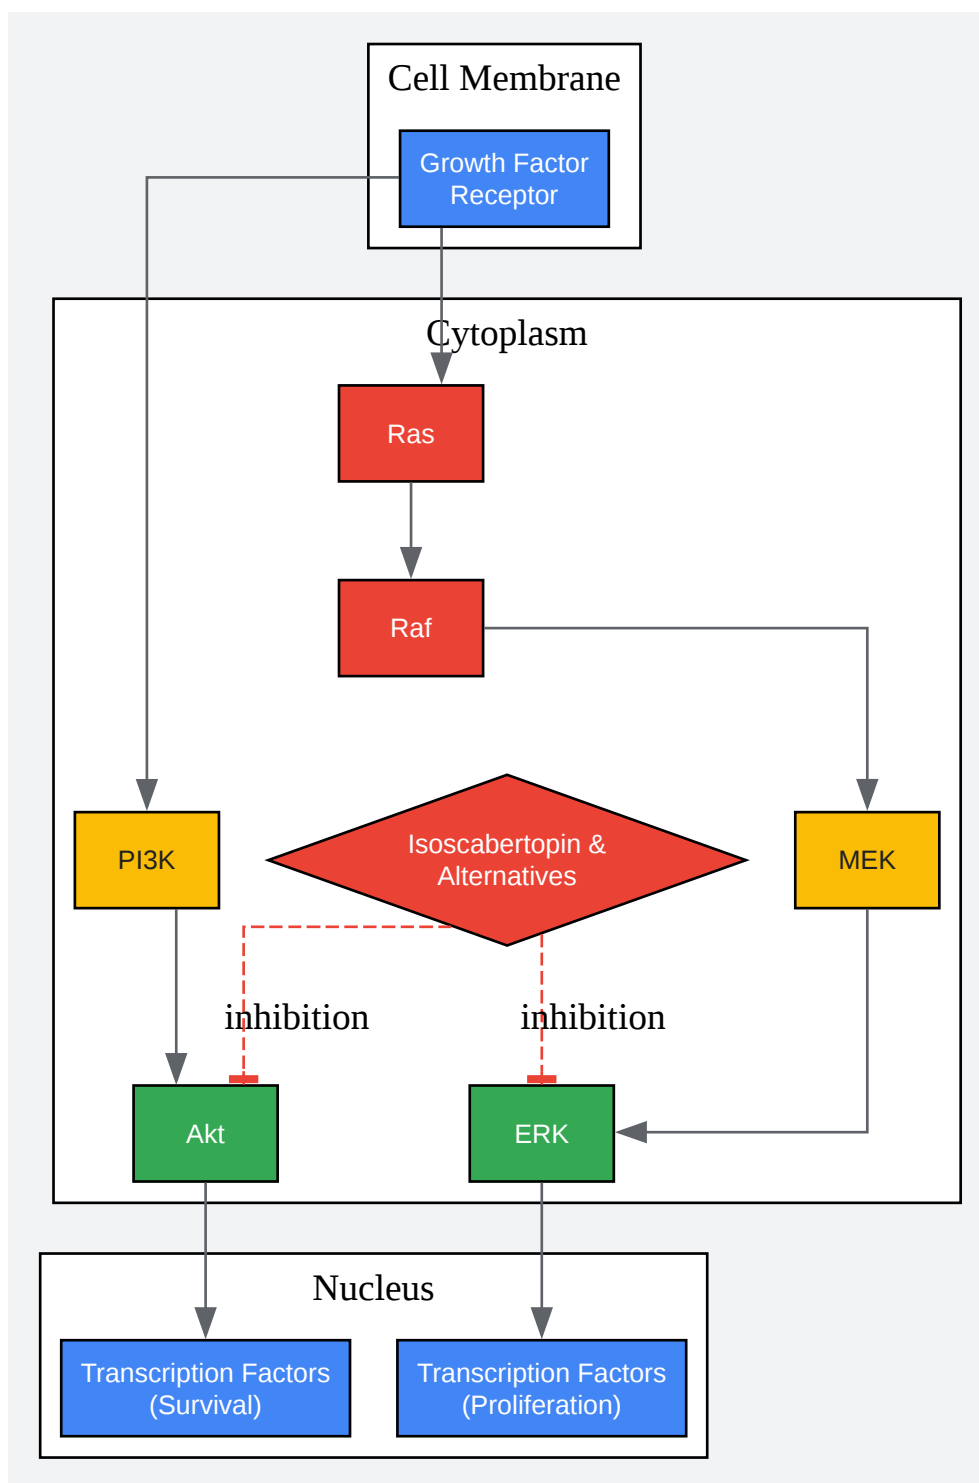 Cell Membrane
Growth Factor
Receptor
Cytoplasm
Ras
Raf
PI3K
Isoscabertopin &
Alternatives
MEK
inhibition
inhibition
Akt
ERK
Nucleus
Transcription Factors
(Survival)
Transcription Factors
(Proliferation)